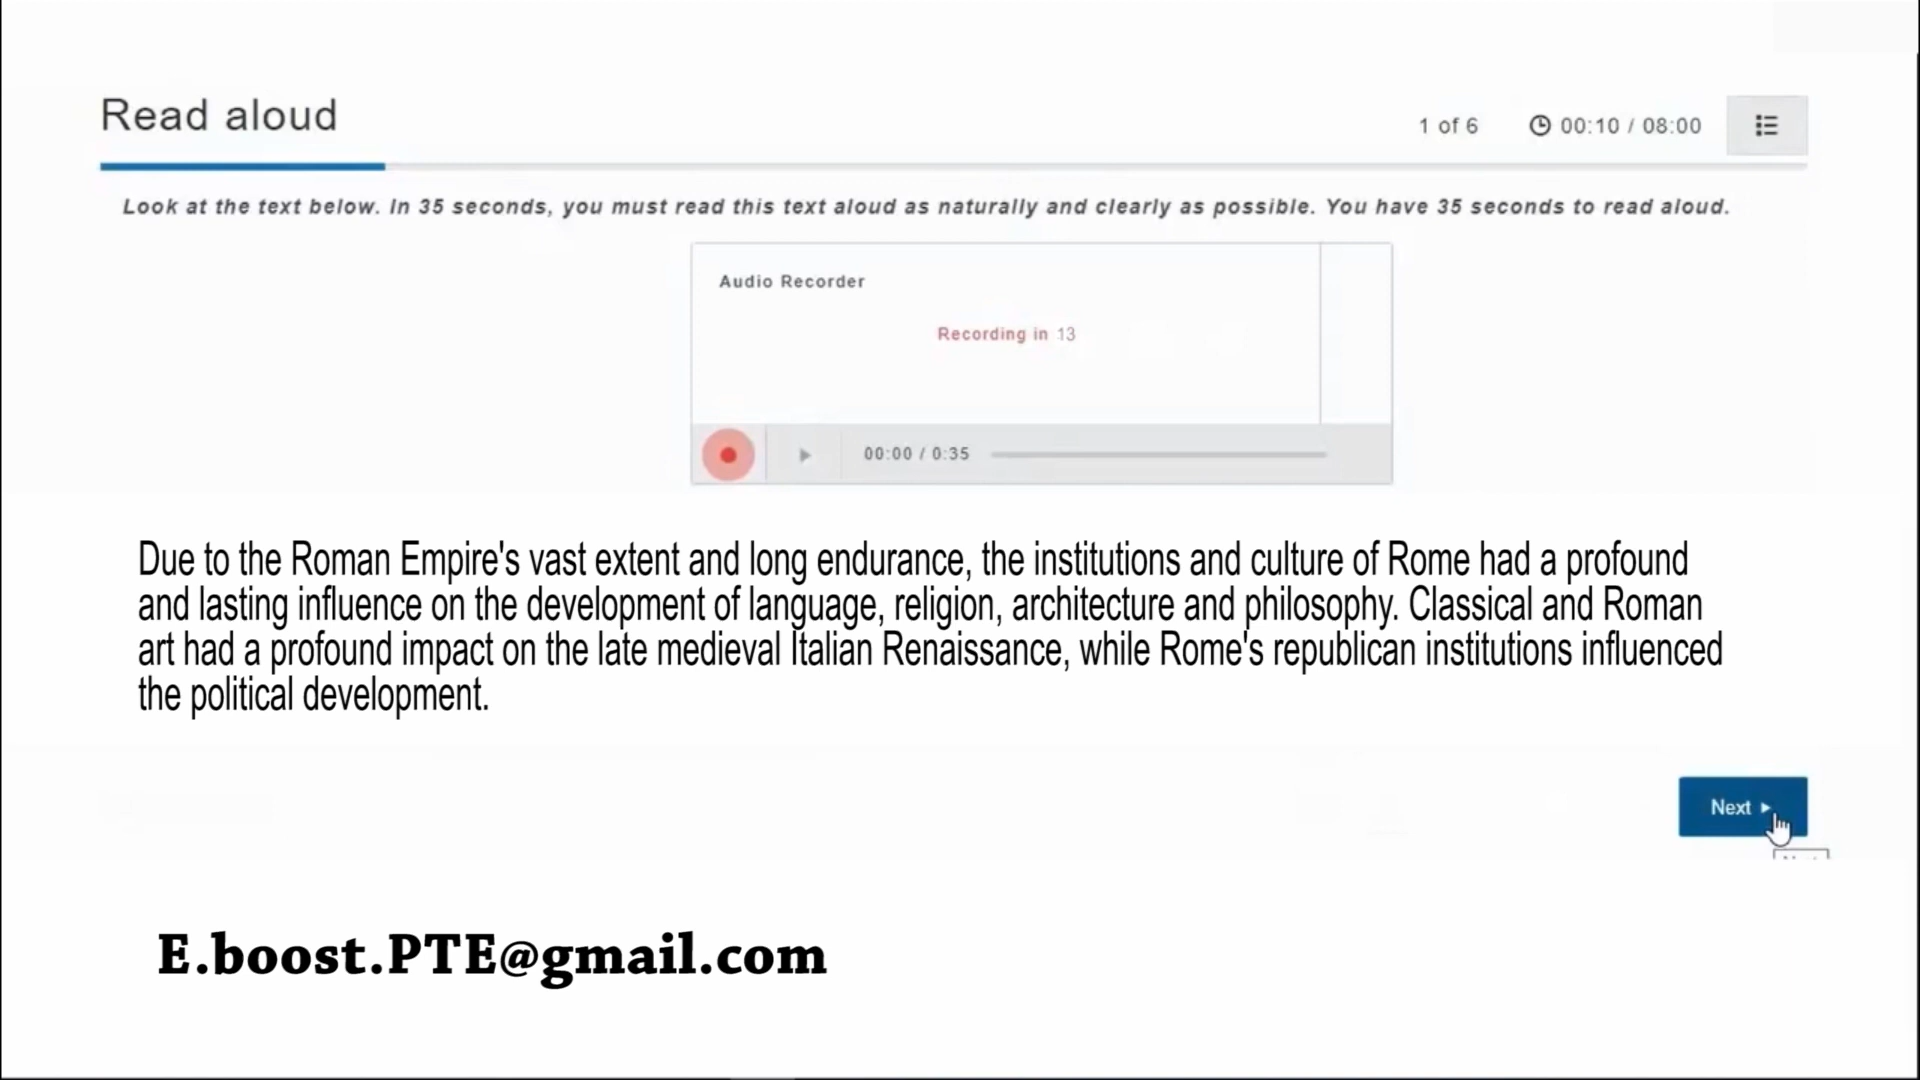 Read aloud
1 of 6
00:10 / 08:00
Look at the text below. In 35 seconds, you must read this text aloud as naturally and clearly as possible. You have 35 seconds to read aloud.
Audio Recorder
Recording in 13
00:00 / 0:35
Due to the Roman Empire's vast extent and long endurance, the institutions and culture of Rome had a profound
and lasting influence on the development of language, religion, architecture and philosophy. Classical and Roman
art had a profound impact on the late medieval Italian Renaissance, while Rome's republican institutions influenced
the political development.
Next
E.boost.PTE@gmail.com